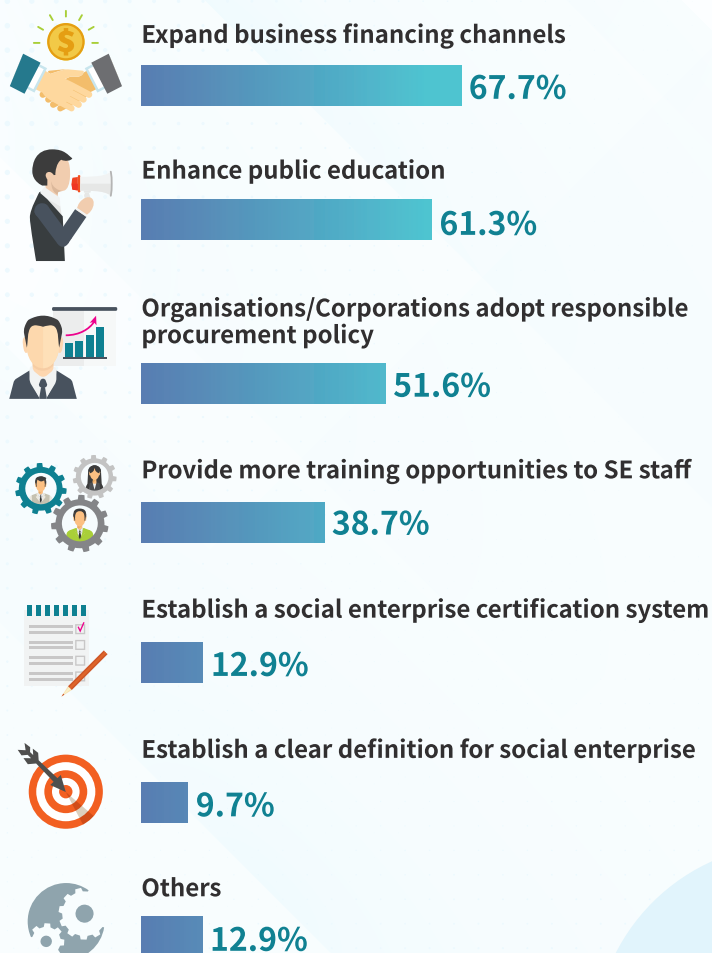 Expand business financing channels
67.7%
Enhance public education
61.3%
Organisations/Corporations adopt responsible
procurement policy
51.6%
Provide more training opportunities to SE staff
38.7%
Establish a social enterprise certification system
12.9%
Establish a clear definition for social enterprise
9.7%
Others
12.9%